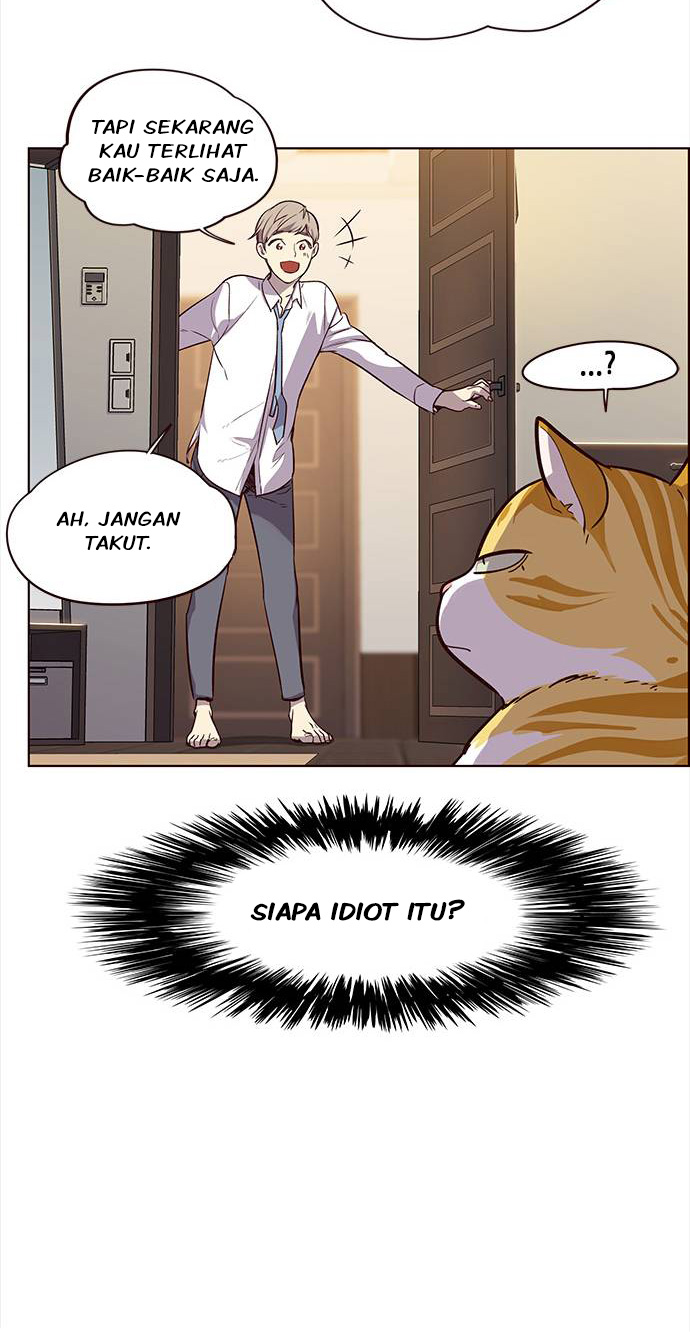 TAPI SEKARANG
KAU TERLIHAT
BAIK-BAIK SAJA.
...?
AH, JANGAN
TAKUT.
SIAPA IDIOT ITU?